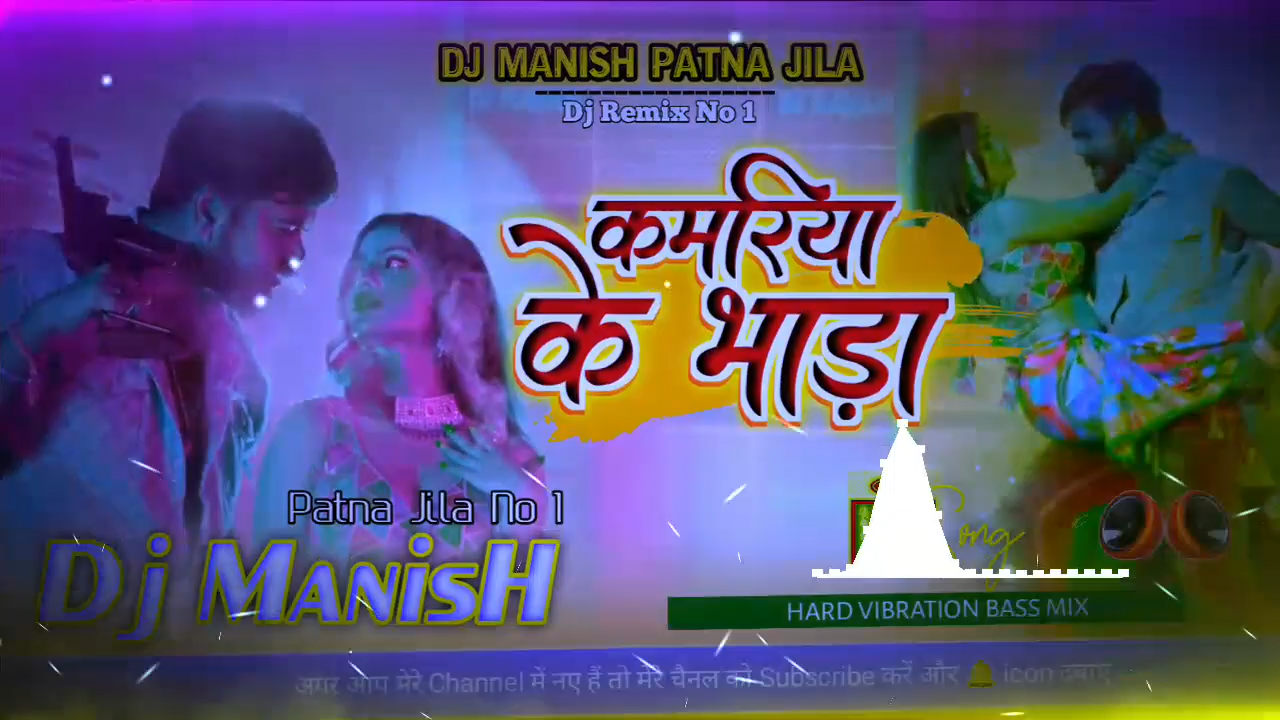 DJ MANISH PATNA JILA
Dj Remix No 1
कमरिया
के भाड़ा
Patna Jila No 1
Dj ManisH
Song
HARD VIBRATION BASS MIX
अगर आप मेरे Channel में नए हैं तो मेरे चैनल को Subscribe करें और 🔔 icon दबाए